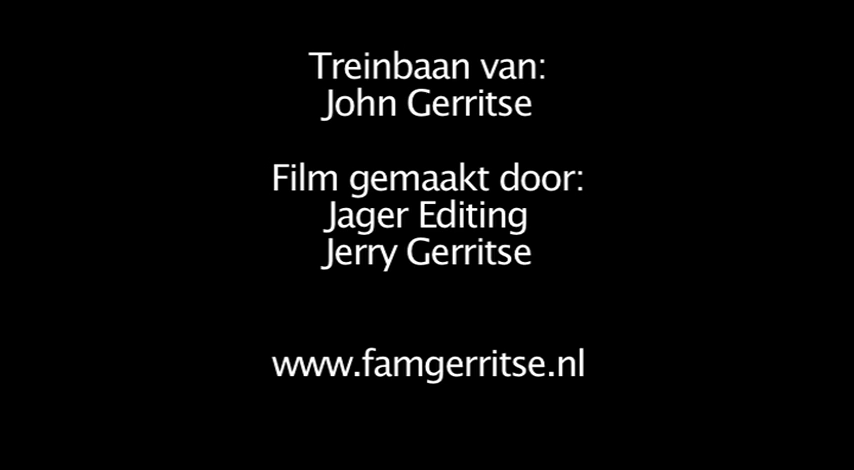 Treinbaan van:
John Gerritse
Film gemaakt door:
Jager Editing
Jerry Gerritse
www.famgerritse.nl